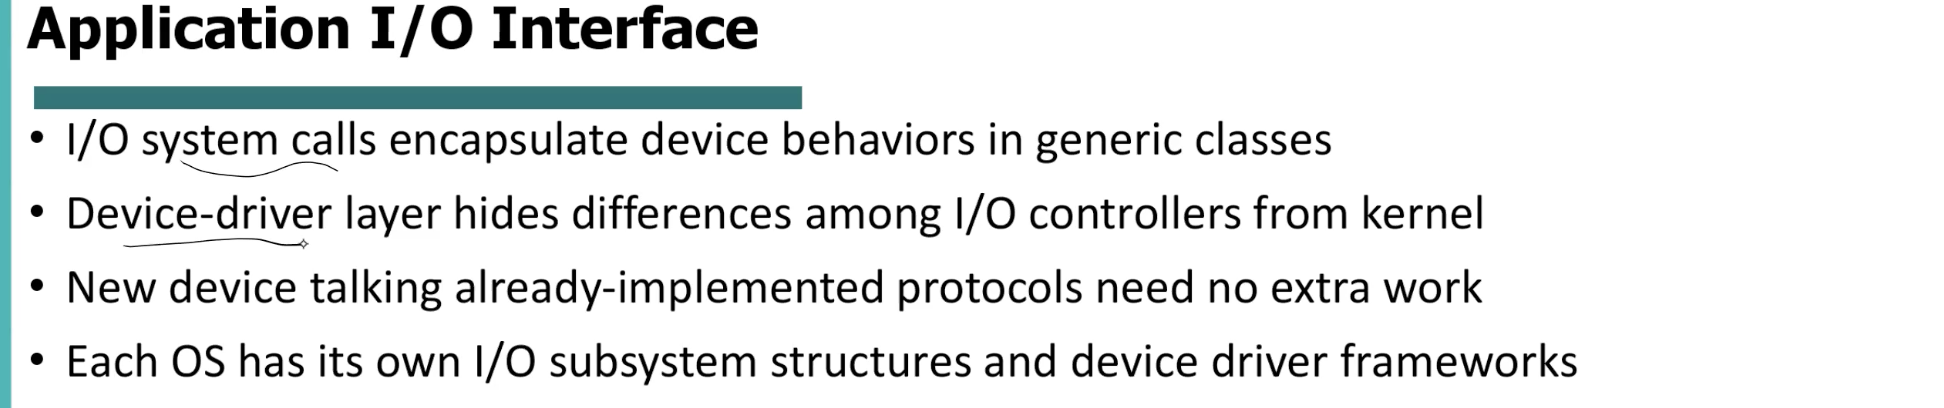 Application I/O Interface
• I/O system calls encapsulate device behaviors in generic classes
• Device-driver layer hides differences among I/O controllers from kernel
• New device talking already-implemented protocols need no extra work
• Each OS has its own I/O subsystem structures and device driver frameworks